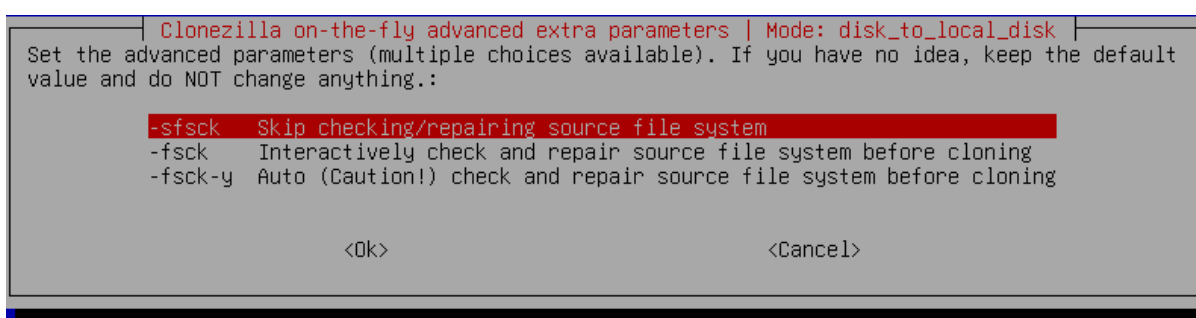 Clonezilla on-the-fly advanced extra parameters | Mode: disk_to_local_disk
Set the advanced parameters (multiple choices available). If you have no idea, keep the default
value and do NOT change anything.:
-sfsck Skip checking/repairing source file system
-fsck Interactively check and repair source file system before cloning
-fsck-y Auto (Caution!) check and repair source file system before cloning
<Ok> <Cancel>